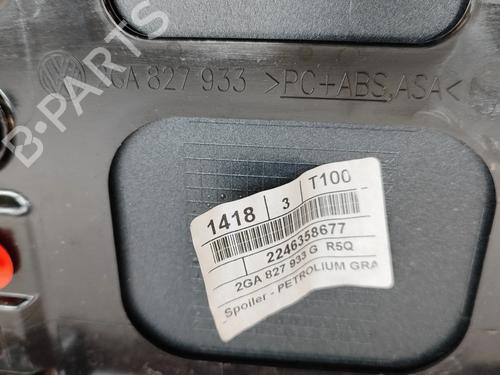 2GA 827 933 >PC+ABS,ASA<
B-PARTS
1418 3 T100
2246358677
2GA 827 933 G R5Q
Spoiler - PETROLIUM GRA